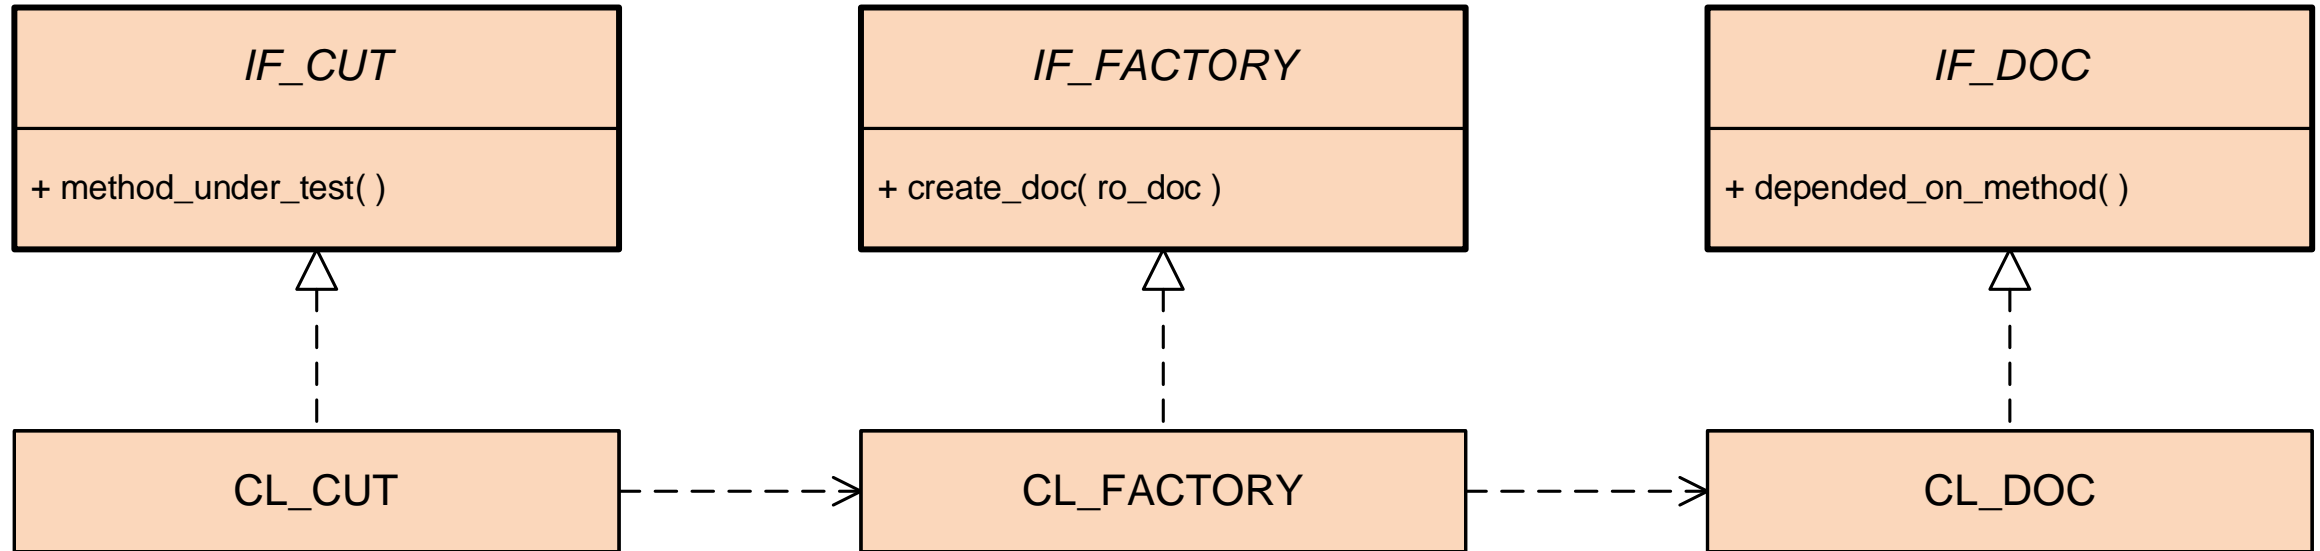 IF_CUT
+ method_under_test( )
IF_FACTORY
+ create_doc( ro_doc )
IF_DOC
+ depended_on_method( )
CL_CUT
CL_FACTORY
CL_DOC